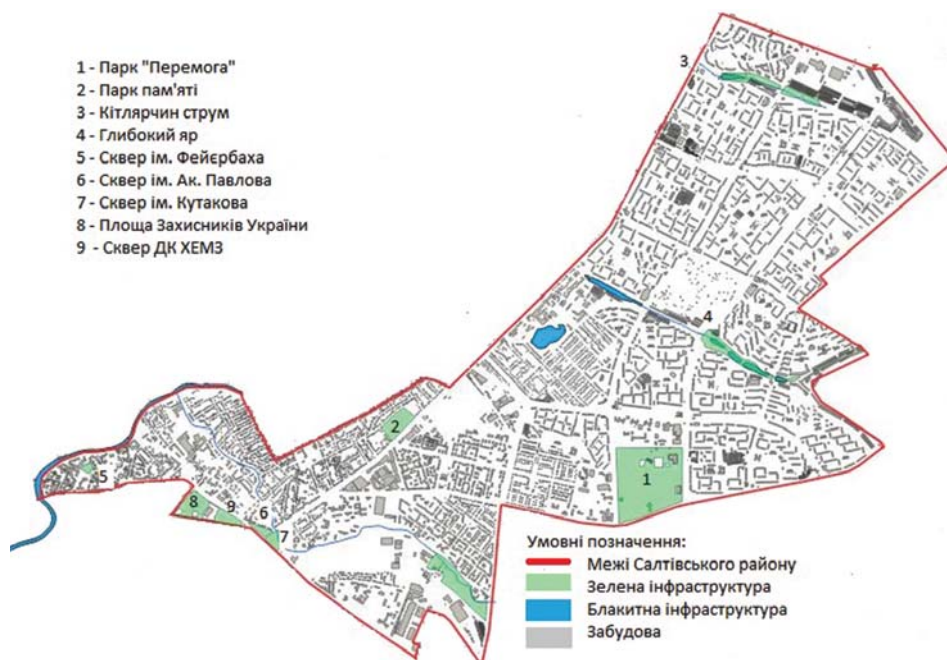 1 - Парк "Перемога"
2 - Парк пам'яті
3 - Кітлярчин струм
4 - Глибокий яр
5 - Сквер ім. Фейєрбаха
6 - Сквер ім. Ак. Павлова
7 - Сквер ім. Кутакова
8 - Площа Захисників України
9 - Сквер ДК ХЕМЗ
3
4
2
1
5
8
9
6
7
Умовні позначення:
Межі Салтівського району
Зелена інфраструктура
Блакитна інфраструктура
Забудова